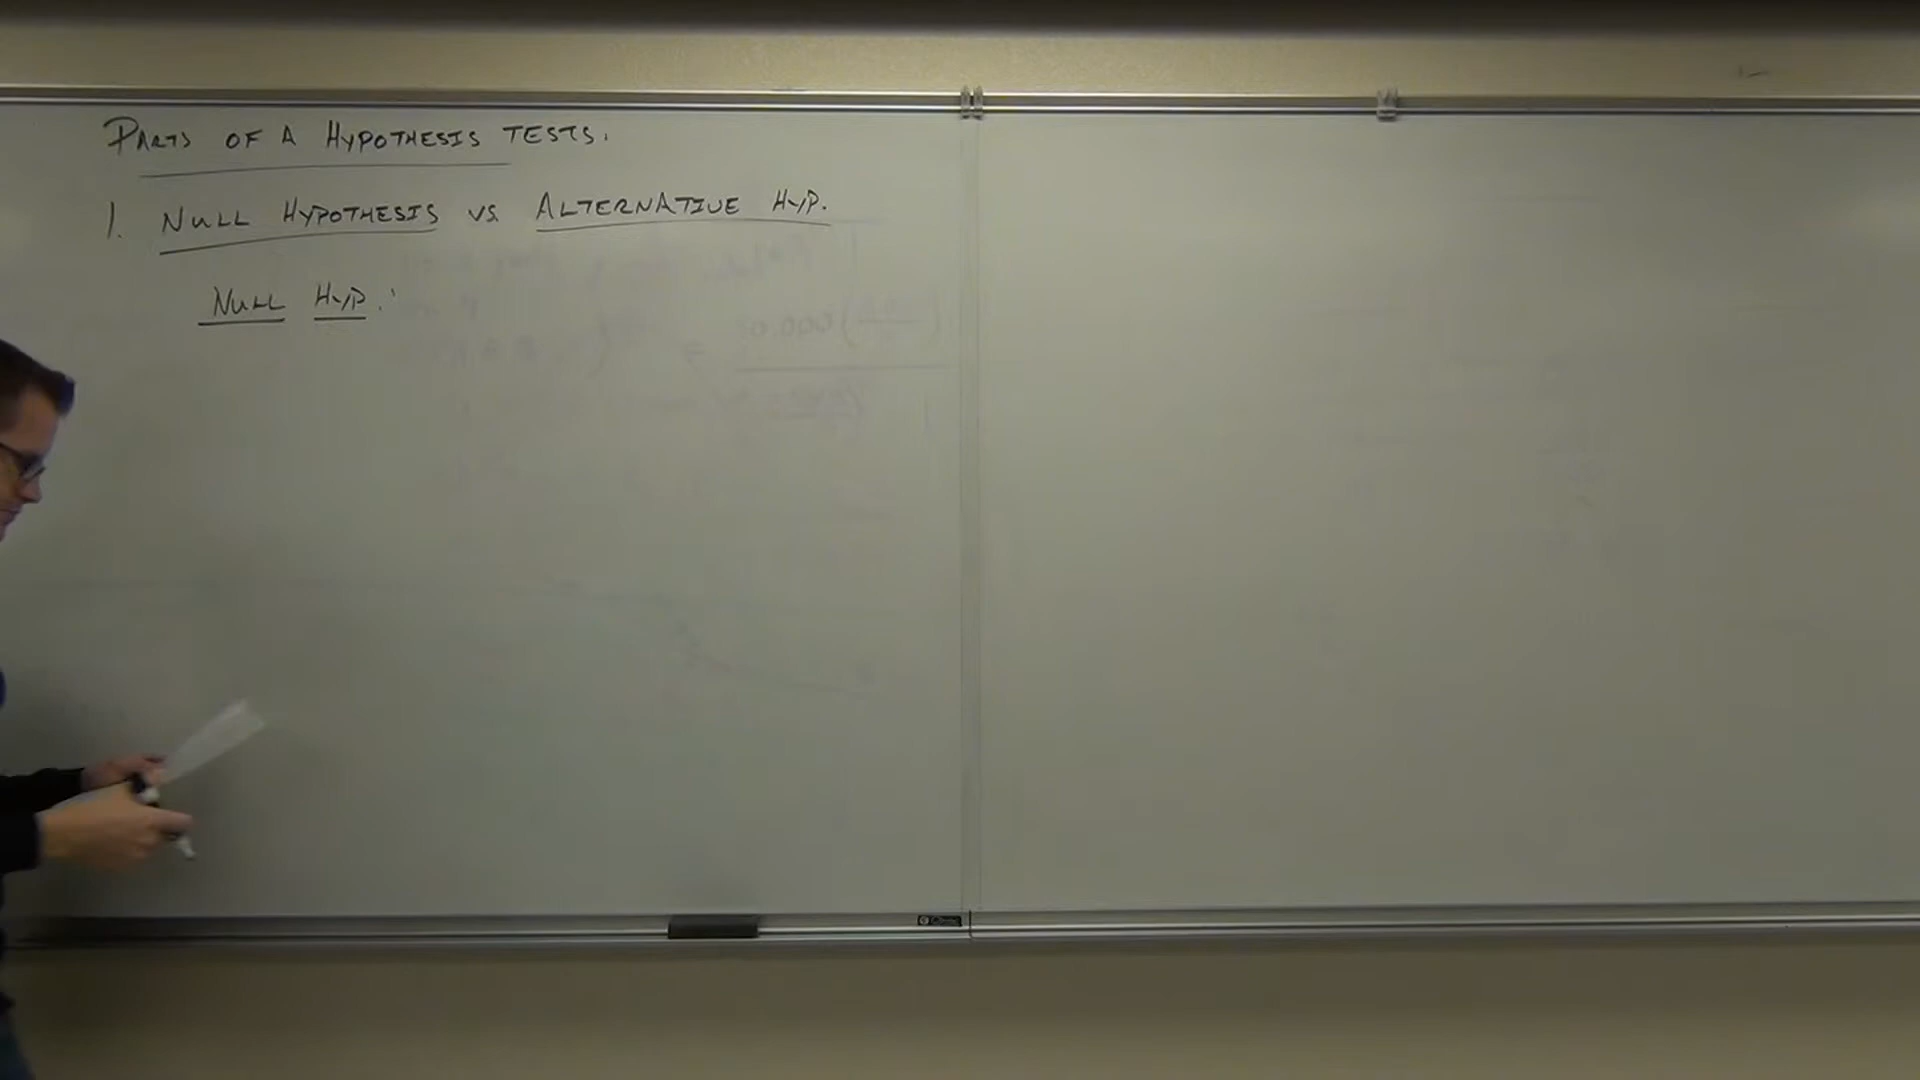 PARTS OF A HYPOTHESIS TESTS.
1. NULL HYPOTHESIS VS. ALTERNATIVE HYP.
NULL HYP.: